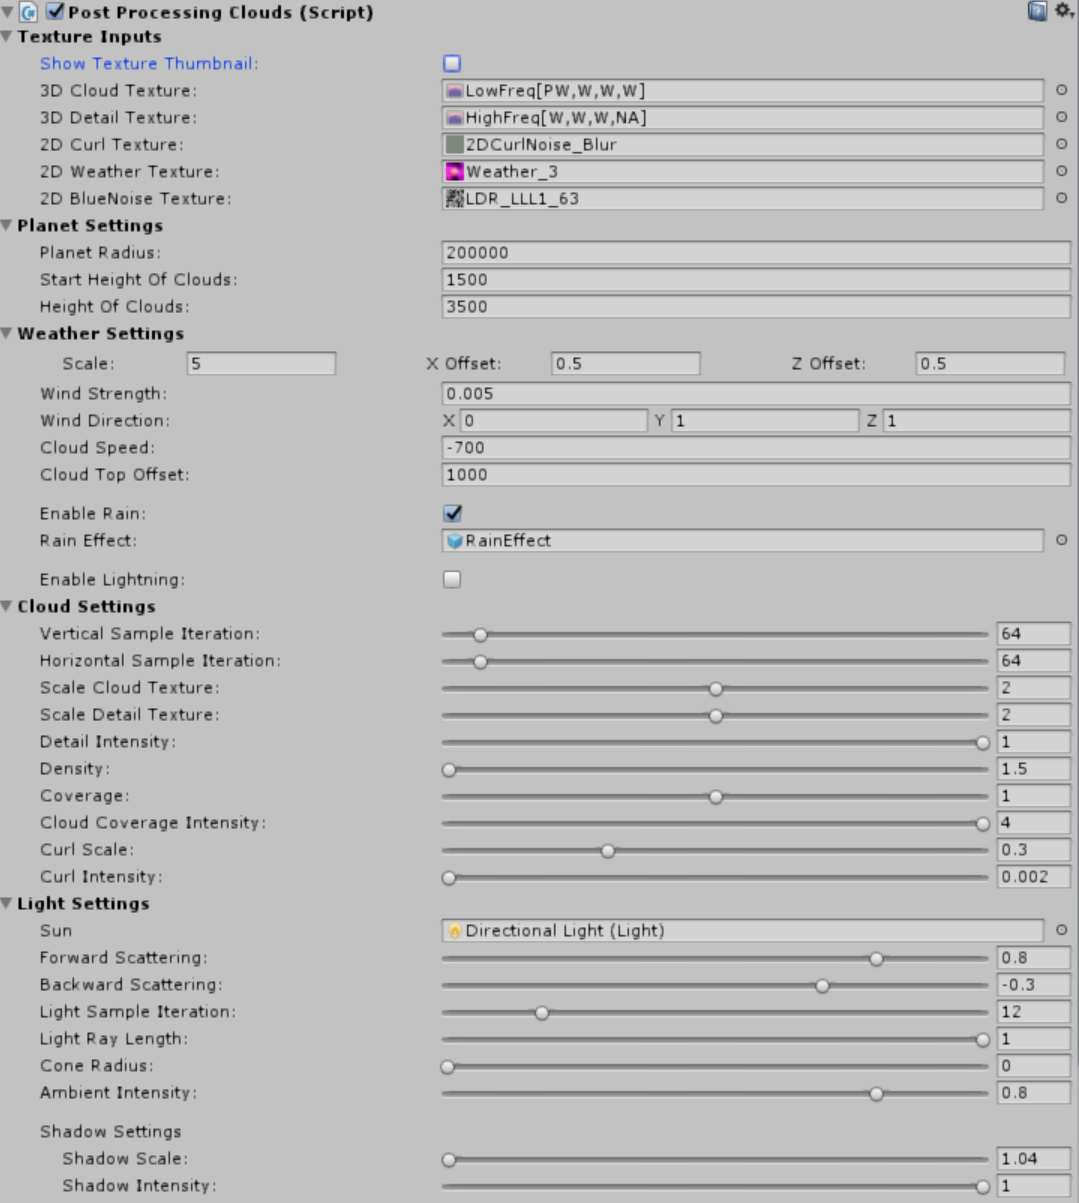 Post Processing Clouds (Script)
Texture Inputs
Show Texture Thumbnail:
3D Cloud Texture: LowFreq[PW,W,W,W]
3D Detail Texture: HighFreq[W,W,W,NA]
2D Curl Texture: 2DCurlNoise_Blur
2D Weather Texture: Weather_3
2D BlueNoise Texture: LDR_LLL1_63
Planet Settings
Planet Radius: 200000
Start Height Of Clouds: 1500
Height Of Clouds: 3500
Weather Settings
Scale: 5 X Offset: 0.5 Z Offset: 0.5
Wind Strength: 0.005
Wind Direction: X 0 Y 1 Z 1
Cloud Speed: -700
Cloud Top Offset: 1000
Enable Rain:
Rain Effect: RainEffect
Enable Lightning:
Cloud Settings
Vertical Sample Iteration: 64
Horizontal Sample Iteration: 64
Scale Cloud Texture: 2
Scale Detail Texture: 2
Detail Intensity: 1
Density: 1.5
Coverage: 1
Cloud Coverage Intensity: 4
Curl Scale: 0.3
Curl Intensity: 0.002
Light Settings
Sun Directional Light (Light)
Forward Scattering: 0.8
Backward Scattering: -0.3
Light Sample Iteration: 12
Light Ray Length: 1
Cone Radius: 0
Ambient Intensity: 0.8
Shadow Settings
Shadow Scale: 1.04
Shadow Intensity: 1